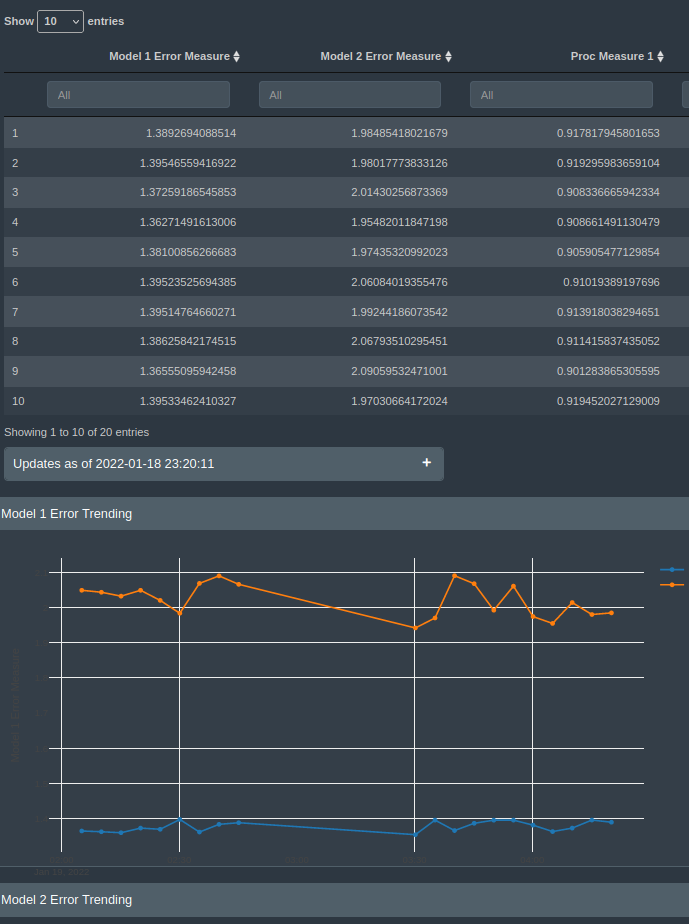 Show 10 entries
Model 1 Error Measure Model 2 Error Measure Proc Measure 1
All All All
1 1.3892694088514 1.98485418021679 0.917817945801653
2 1.39546559416922 1.98017773833126 0.919295983659104
3 1.37259186545853 2.01430256873369 0.908336665942334
4 1.36271491613006 1.95482011847198 0.908661491130479
5 1.38100856266683 1.97435320992023 0.905905477129854
6 1.39523525694385 2.06084019355476 0.91019389197696
7 1.39514764660271 1.99244186073542 0.913918038294651
8 1.38625842174515 2.06793510295451 0.911415837435052
9 1.36555095942458 2.09059532471001 0.901283865305595
10 1.39533462410327 1.97030664172024 0.919452027129009
Showing 1 to 10 of 20 entries
Updates as of 2022-01-18 23:20:11 +
Model 1 Error Trending
Model 1 Error Measure
Jan 18, 2022
Model 2 Error Trending